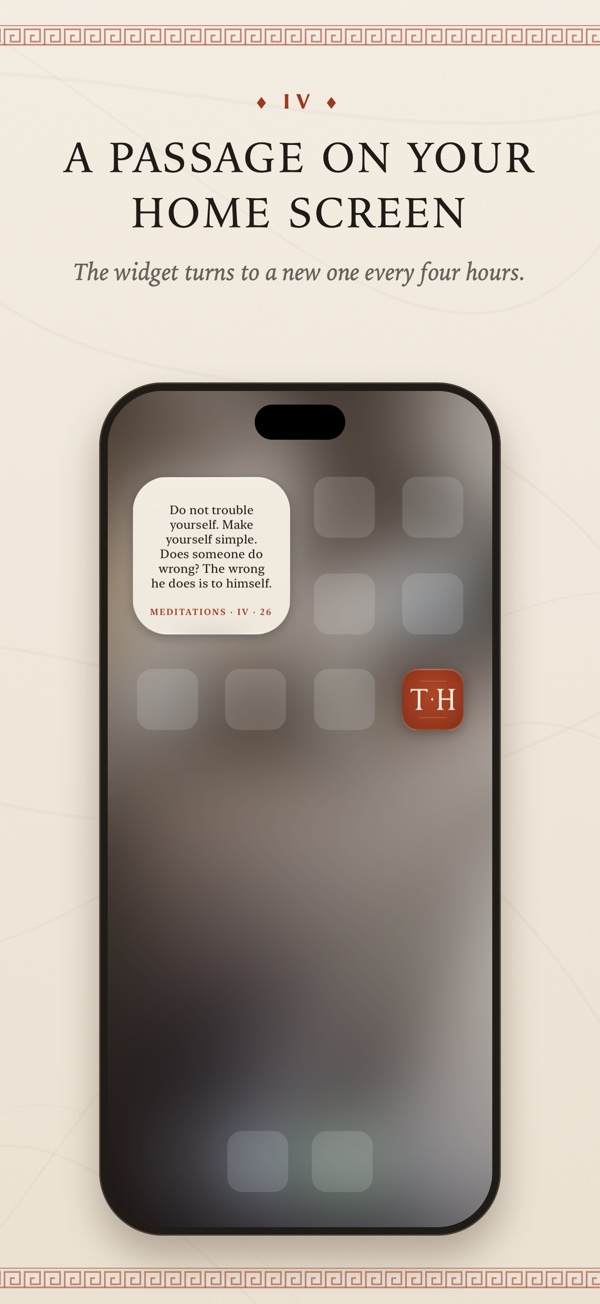 ♦ IV ♦
A PASSAGE ON YOUR
HOME SCREEN
The widget turns to a new one every four hours.
Do not trouble
yourself. Make
yourself simple.
Does someone do
wrong? The wrong
he does is to himself.
MEDITATIONS · IV · 26
T·H